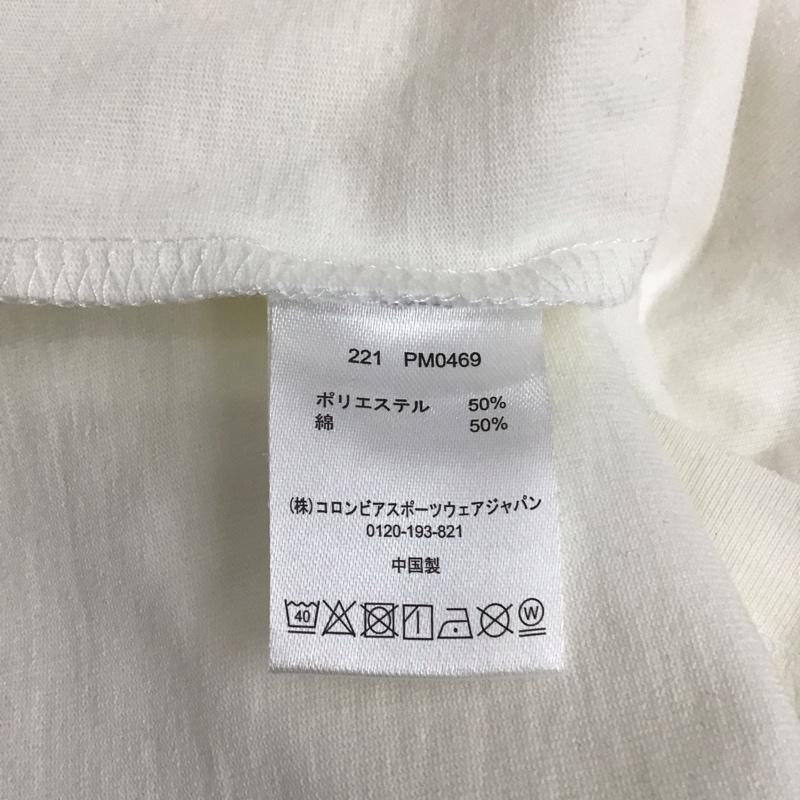 221 PM0469
ポリエステル 50%
綿 50%
(株)コロンビアスポーツウェアジャパン
0120-193-821
中国製
40 W